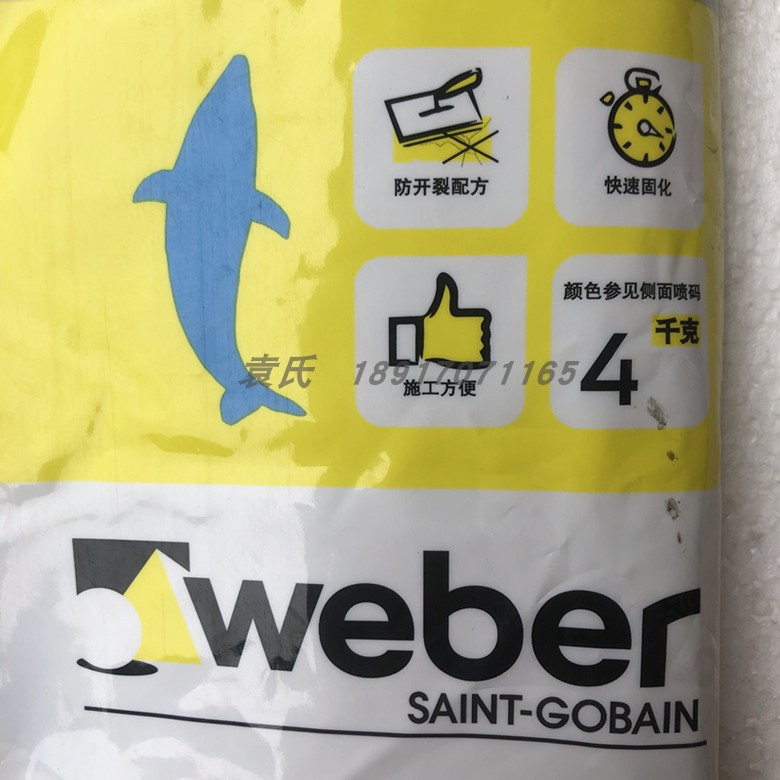 防开裂配方
快速固化
颜色参见侧面喷码
4千克
施工方便
袁氏 18917071165
weber
SAINT-GOBAIN